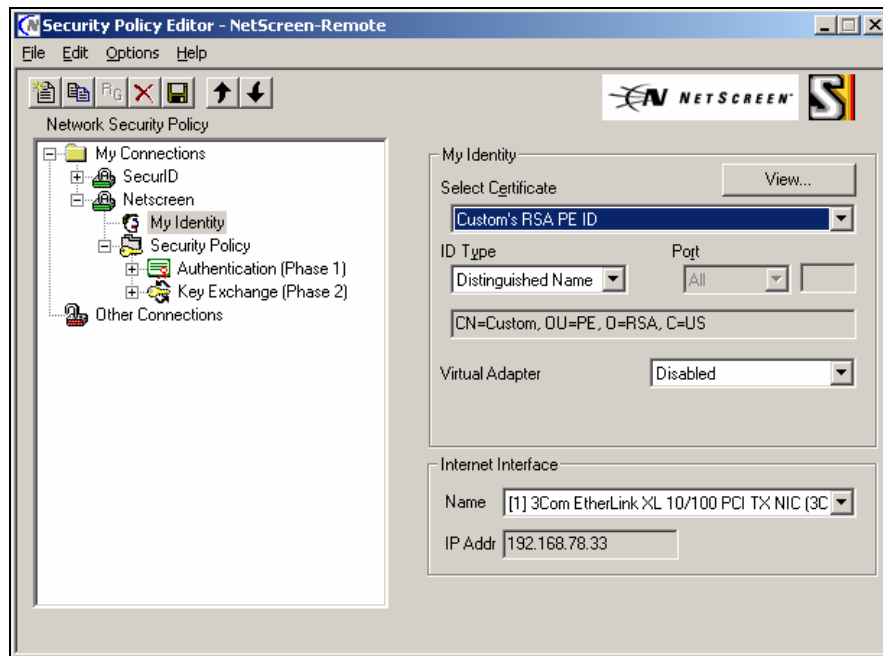 Security Policy Editor - NetScreen-Remote
File Edit Options Help
NETSCREEN
Network Security Policy
My Connections
SecurID
Netscreen
My Identity
Security Policy
Authentication (Phase 1)
Key Exchange (Phase 2)
Other Connections
My Identity
Select Certificate
View...
Custom's RSA PE ID
ID Type
Port
Distinguished Name
All
CN=Custom, OU=PE, O=RSA, C=US
Virtual Adapter
Disabled
Internet Interface
Name
[1] 3Com EtherLink XL 10/100 PCI TX NIC (3C
IP Addr
192.168.78.33